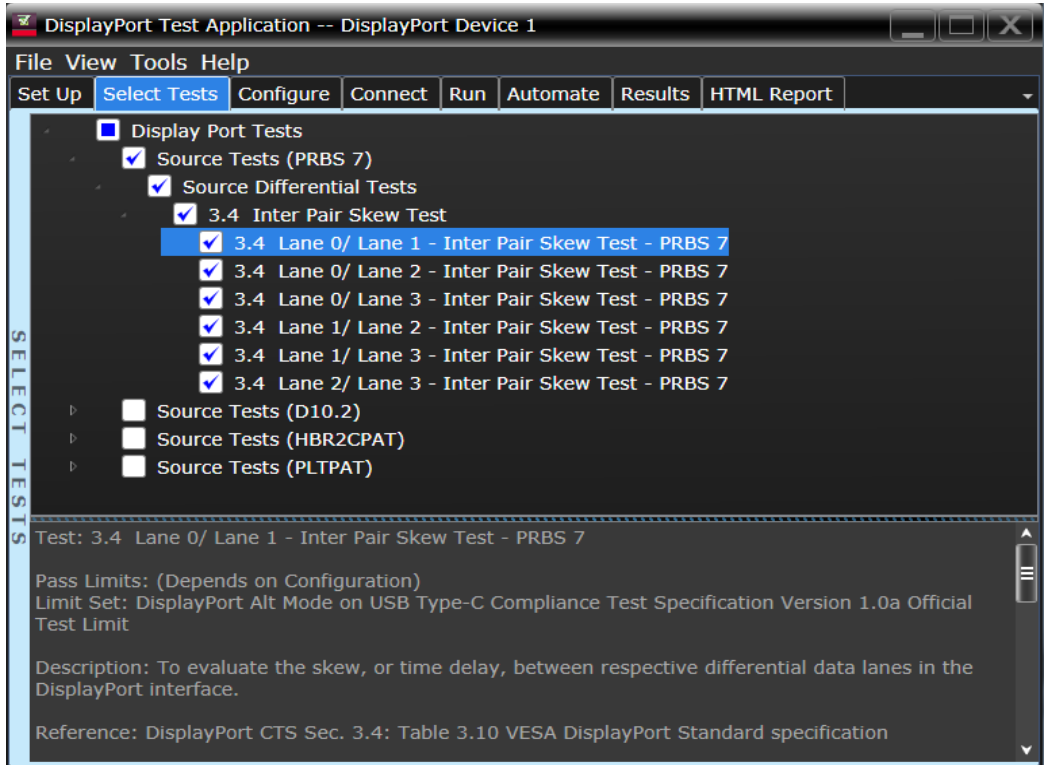 DisplayPort Test Application -- DisplayPort Device 1
File View Tools Help
Set Up Select Tests Configure Connect Run Automate Results HTML Report
Display Port Tests
Source Tests (PRBS 7)
Source Differential Tests
3.4 Inter Pair Skew Test
3.4 Lane 0/ Lane 1 - Inter Pair Skew Test - PRBS 7
3.4 Lane 0/ Lane 2 - Inter Pair Skew Test - PRBS 7
3.4 Lane 0/ Lane 3 - Inter Pair Skew Test - PRBS 7
3.4 Lane 1/ Lane 2 - Inter Pair Skew Test - PRBS 7
3.4 Lane 1/ Lane 3 - Inter Pair Skew Test - PRBS 7
3.4 Lane 2/ Lane 3 - Inter Pair Skew Test - PRBS 7
Source Tests (D10.2)
Source Tests (HBR2CPAT)
Source Tests (PLTPAT)
SELECT TESTS
Test: 3.4 Lane 0/ Lane 1 - Inter Pair Skew Test - PRBS 7
Pass Limits: (Depends on Configuration)
Limit Set: DisplayPort Alt Mode on USB Type-C Compliance Test Specification Version 1.0a Official
Test Limit
Description: To evaluate the skew, or time delay, between respective differential data lanes in the
DisplayPort interface.
Reference: DisplayPort CTS Sec. 3.4: Table 3.10 VESA DisplayPort Standard specification